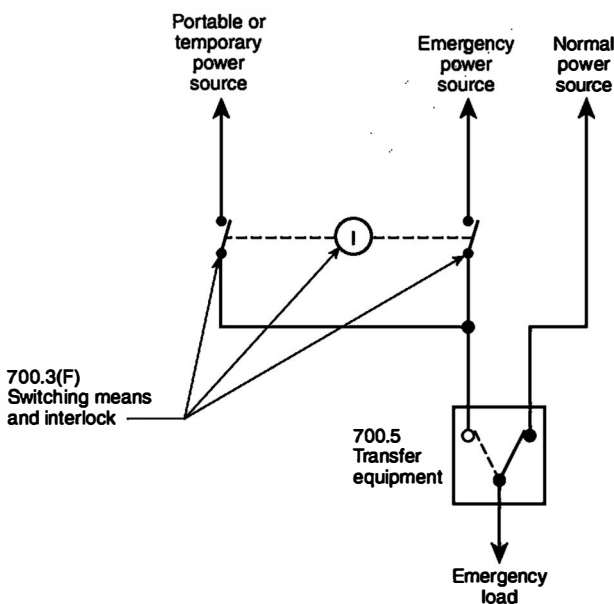 Portable or
temporary
power
source
Emergency
power
source
Normal
power
source
I
700.3(F)
Switching means
and interlock
700.5
Transfer
equipment
Emergency
load